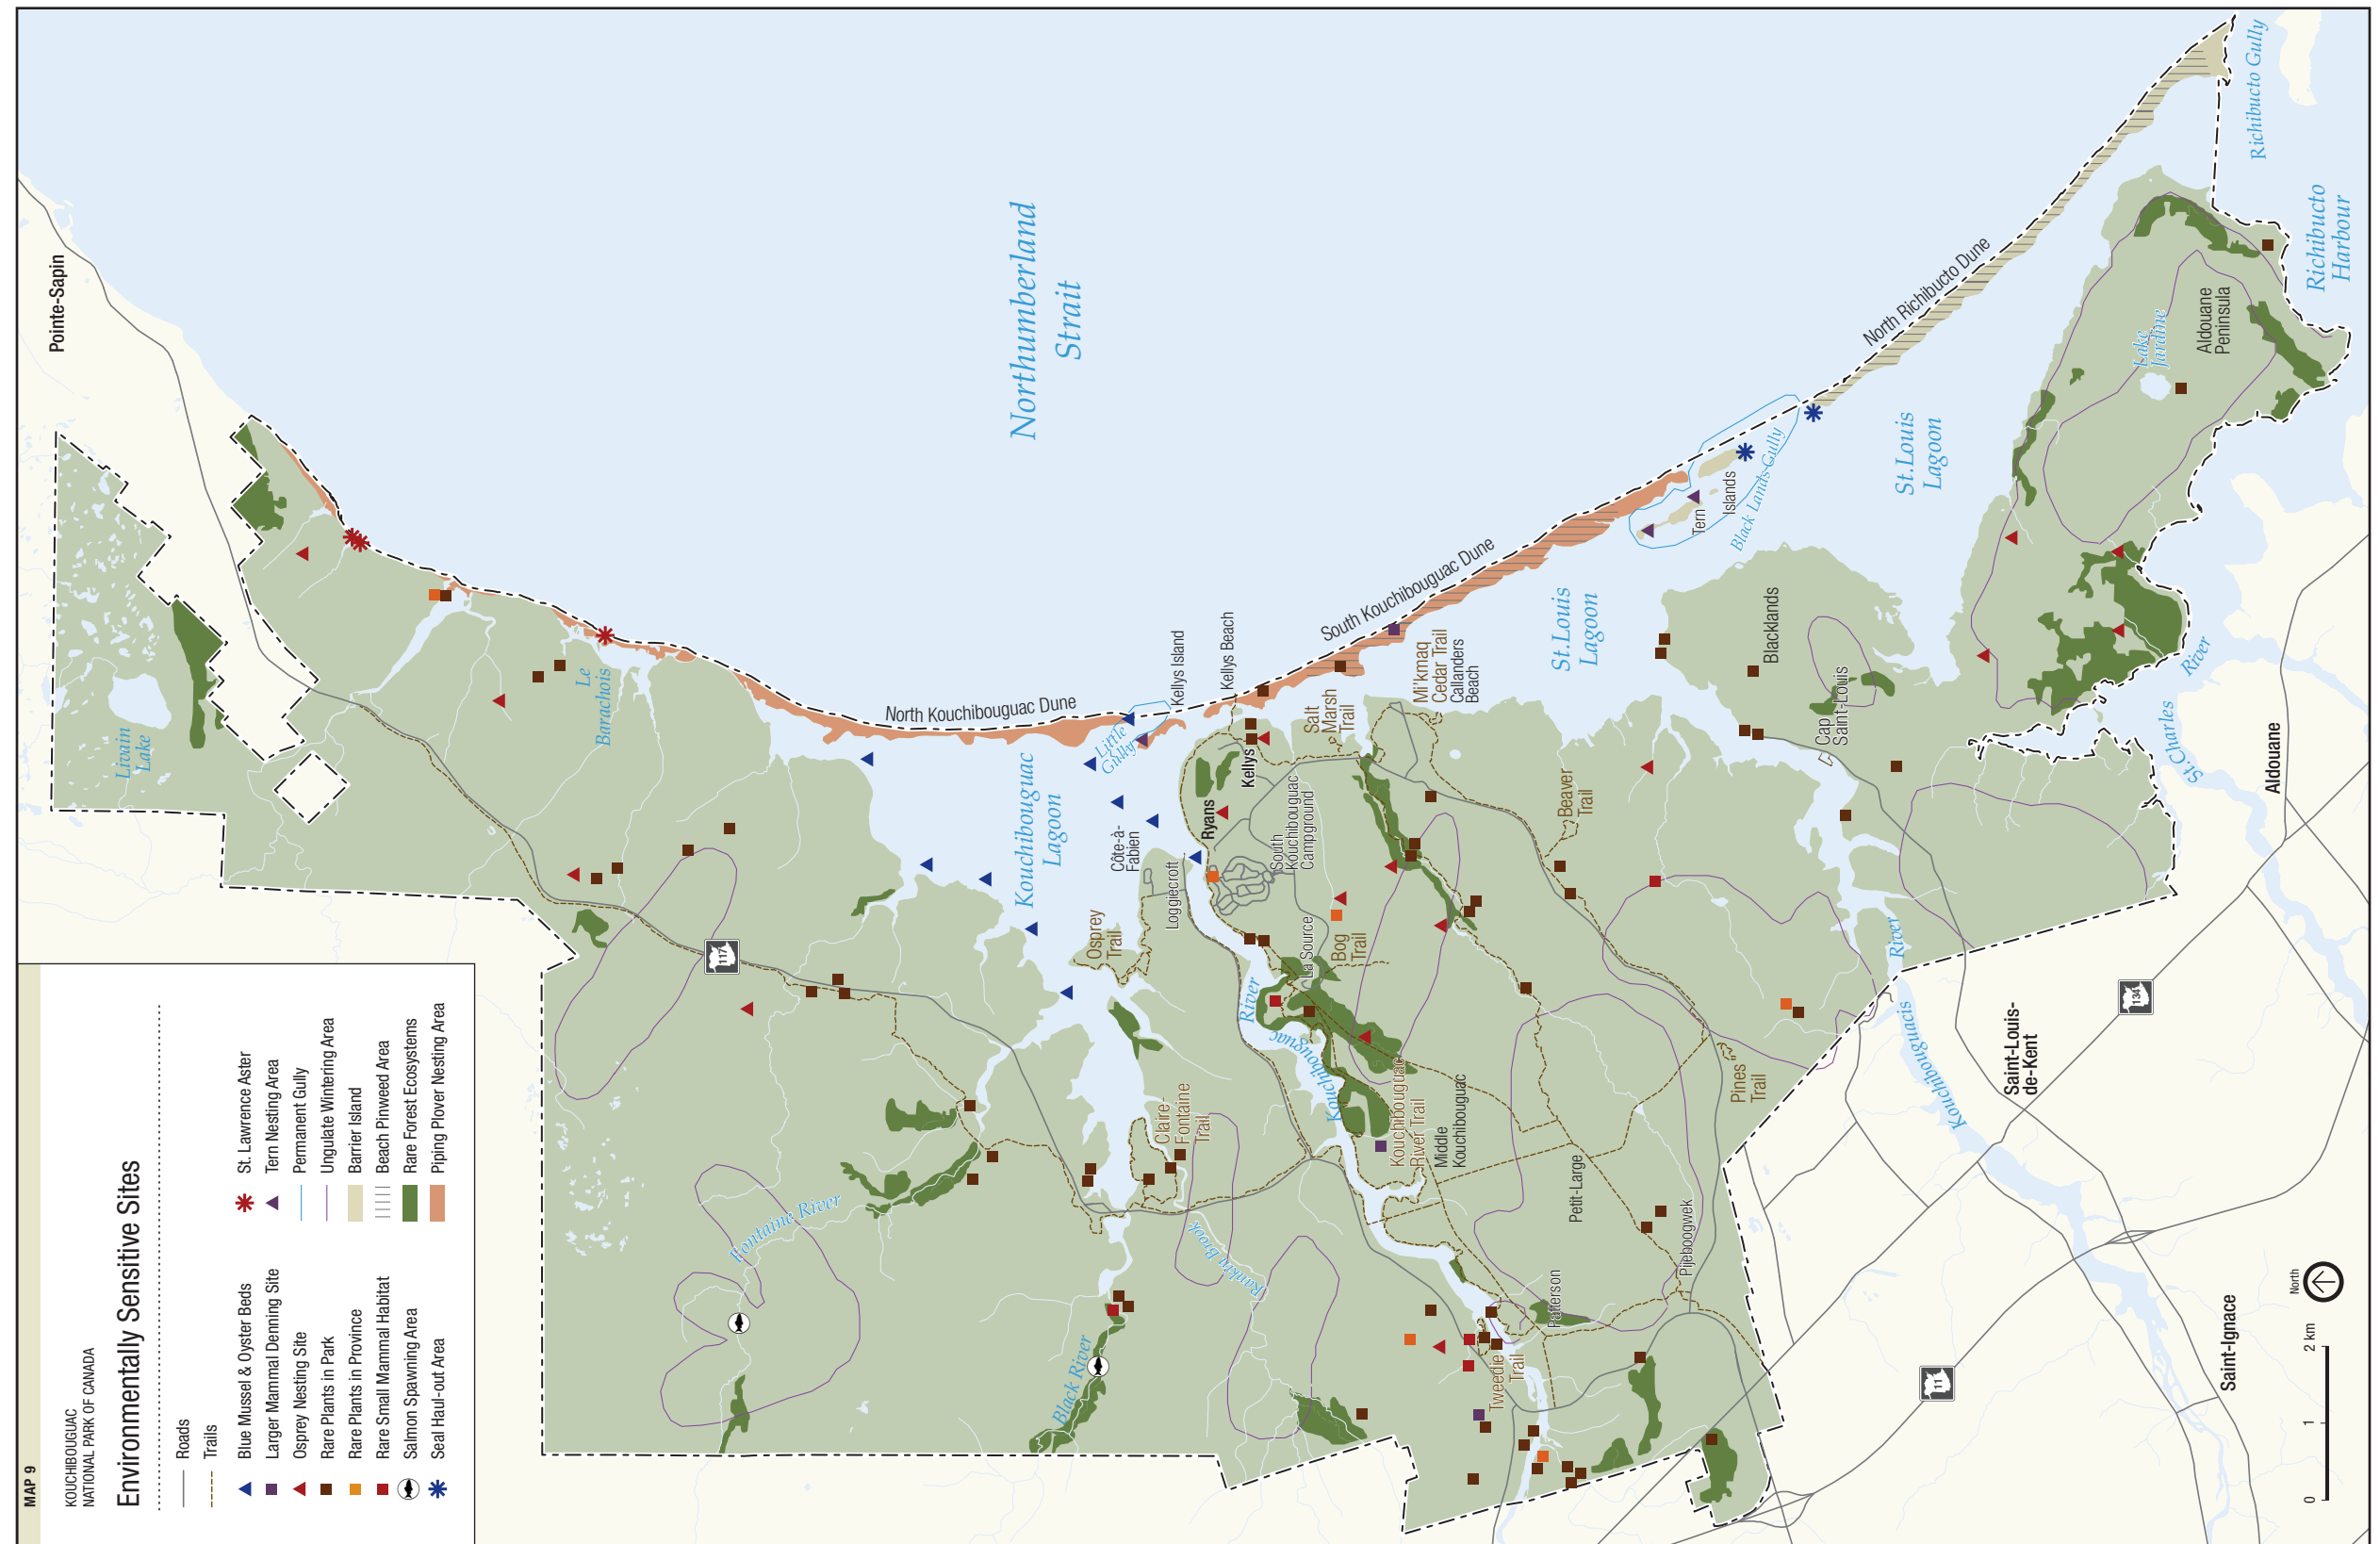 MAP 9
KOUCHIBOUGUAC
NATIONAL PARK OF CANADA
Environmentally Sensitive Sites
Roads
Trails
Blue Mussel & Oyster Beds
Larger Mammal Denning Site
Osprey Nesting Site
Rare Plants in Park
Rare Plants in Province
Rare Small Mammal Habitat
Salmon Spawning Area
Seal Haul-out Area
St. Lawrence Aster
Tern Nesting Area
Permanent Gully
Ungulate Wintering Area
Barrier Island
Beach Pinweed Area
Rare Forest Ecosystems
Piping Plover Nesting Area
Pointe-Sapin
Livain
Lake
Le
Barachois
Northumberland
Strait
North Kouchibouguac Dune
Kouchibouguac
Lagoon
Little
Gully
Kellys Island
Kellys Beach
South Kouchibouguac Dune
Côte-à-
Fabien
Loggiecroft
Ryans
Kellys
South
Kouchibouguac
Campground
Salt
Marsh
Trail
Mi'kmaq
Cedar Trail
Callanders
Beach
St.Louis
Lagoon
Tern
Islands
Black Lands Gully
North Richibucto Dune
St.Louis
Lagoon
Richibucto Gully
Richibucto
Harbour
Lake
Jardine
Aldouane
Peninsula
Blacklands
Cap
Saint-Louis
Beaver
Trail
Osprey
Trail
La Source
Bog
Trail
117
Kouchibouguac
River
Claire-
Fontaine
Trail
Kouchibouguac
River Trail
Middle
Kouchibouguac
Petit-Large
Pines
Trail
Pijeboogwek
Patterson
Tweedie
Trail
Fontaine River
Black River
Rankin Brook
Kouchibouguacis
River
St.Charles
River
Aldouane
134
Saint-Louis-
de-Kent
11
Saint-Ignace
North
0 1 2 km